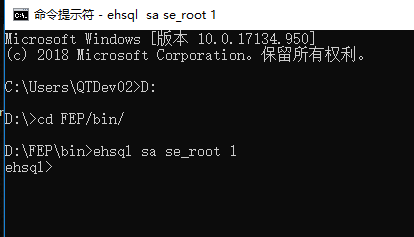 命令提示符 - ehsql sa se_root 1
Microsoft Windows [版本 10.0.17134.950]
(c) 2018 Microsoft Corporation。保留所有权利。
C:\Users\QTDev02>D:
D:\>cd FEP/bin/
D:\FEP\bin>ehsql sa se_root 1
ehsql>